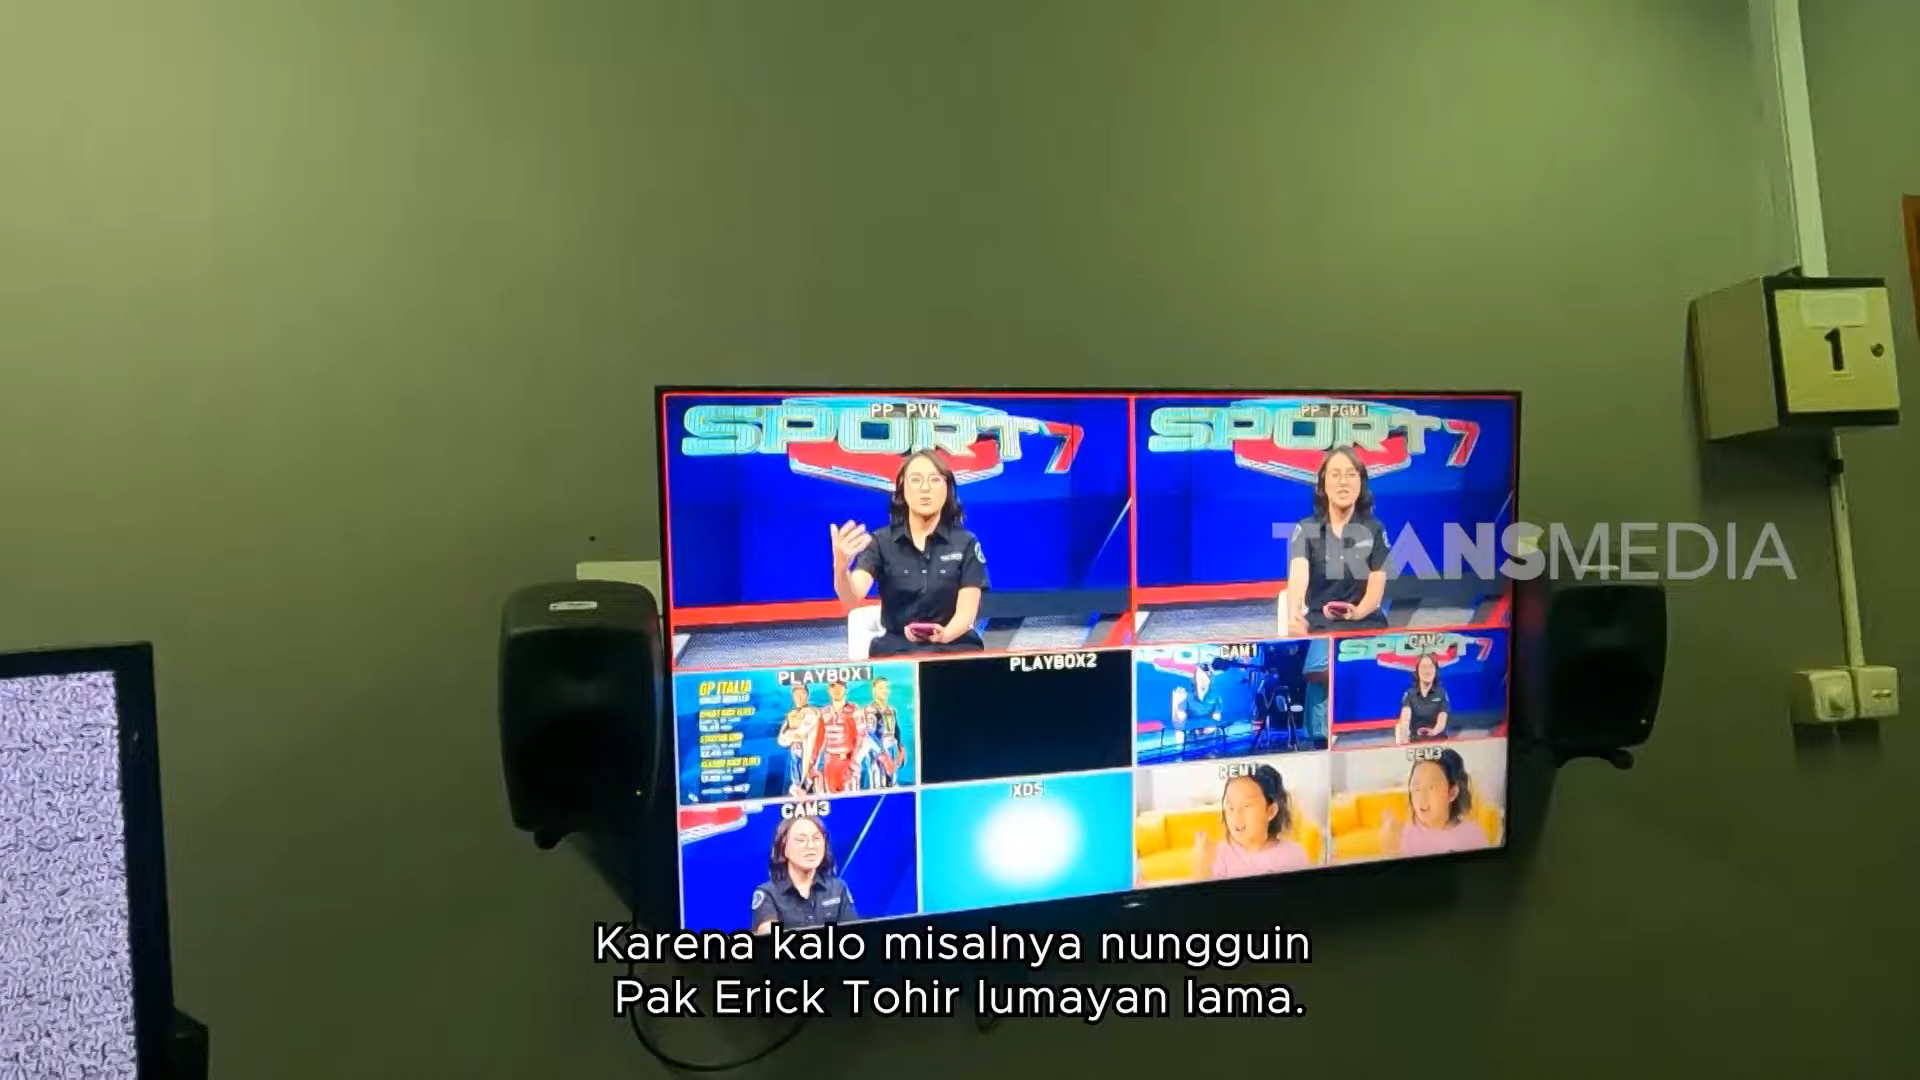 1
SPORT7
PP PVW
SPORT7
PP PGM1
TRANSMEDIA
PLAYBOX1
GP ITALIA
PLAYBOX2
CAM1
SPORT7
CAM2
CAM3
XDS
REM1
REM3
Karena kalo misalnya nungguin
Pak Erick Tohir lumayan lama.